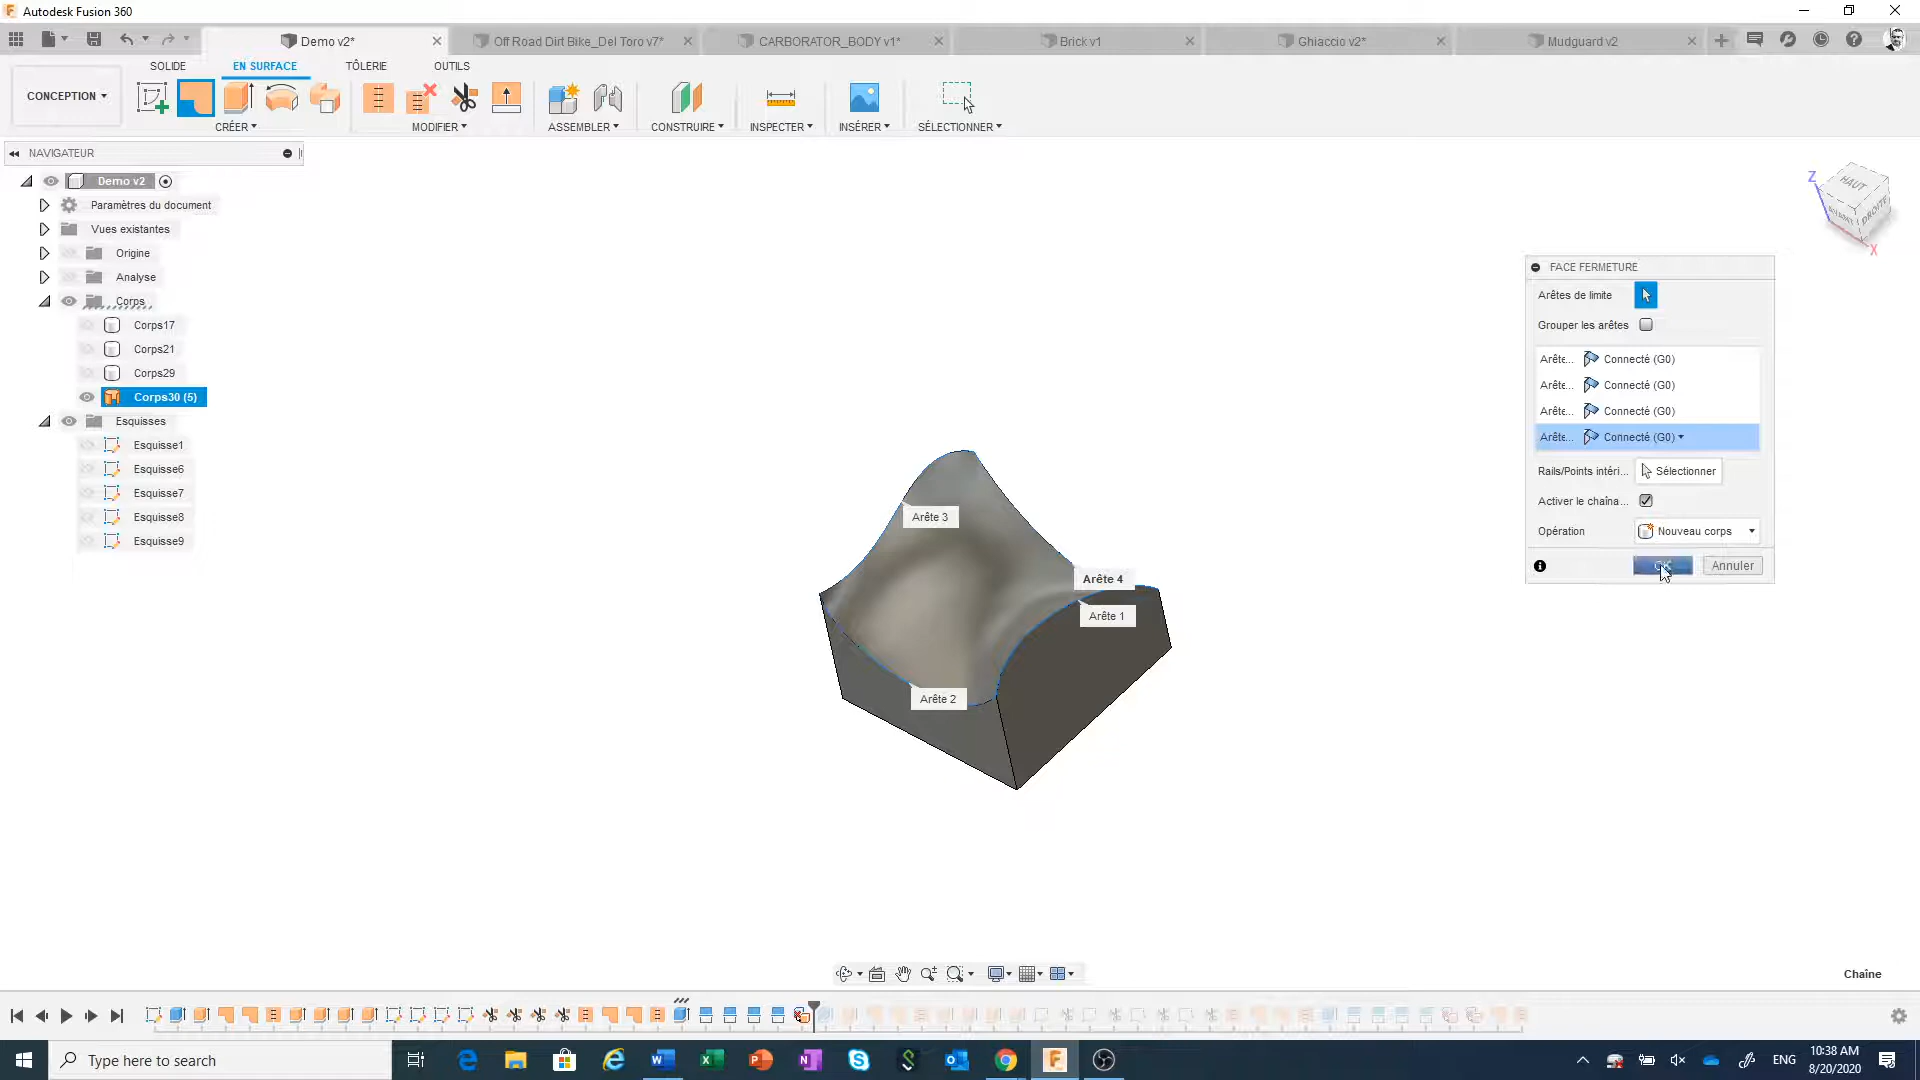 Autodesk Fusion 360
Demo v2*
Off Road Dirt Bike_Del Toro v7*
CARBORATOR_BODY v1*
Brick v1
Ghiaccio v2*
Mudguard v2
SOLIDE
EN SURFACE
TÔLERIE
OUTILS
CONCEPTION
CRÉER
MODIFIER
ASSEMBLER
CONSTRUIRE
INSPECTER
INSÉRER
SÉLECTIONNER
NAVIGATEUR
Demo v2
Paramètres du document
Vues existantes
Origine
Analyse
Corps
Corps17
Corps21
Corps29
Corps30 (5)
Esquisses
Esquisse1
Esquisse6
Esquisse7
Esquisse8
Esquisse9
Z
HAUT
DROITE
X
FACE FERMETURE
Arêtes de limite
Grouper les arêtes
Arête... Connecté (G0)
Arête... Connecté (G0)
Arête... Connecté (G0)
Arête... Connecté (G0)
Rails/Points intéri... Sélectionner
Activer le chaîna...
Opération Nouveau corps
OK Annuler
Arête 3
Arête 4
Arête 1
Arête 2
Chaîne
Type here to search
ENG
10:38 AM
8/20/2020